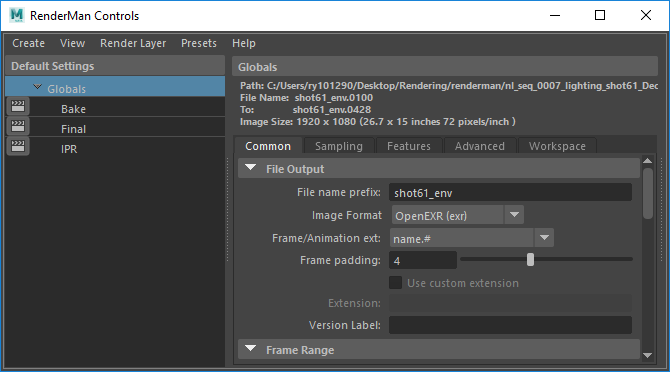 RenderMan Controls
Create View Render Layer Presets Help
Default Settings
Globals
Bake
Final
IPR
Globals
Path: C:/Users/ry101290/Desktop/Rendering/renderman/nl_seq_0007_lighting_shot61_Dec
File Name: shot61_env.0100
To: shot61_env.0428
Image Size: 1920 x 1080 (26.7 x 15 inches 72 pixels/inch )
Common Sampling Features Advanced Workspace
File Output
File name prefix: shot61_env
Image Format OpenEXR (exr)
Frame/Animation ext: name.#
Frame padding: 4
Use custom extension
Extension:
Version Label:
Frame Range